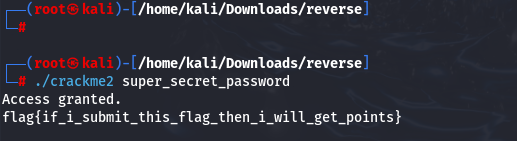 ┌──(root㉿kali)-[/home/kali/Downloads/reverse]
└─#
┌──(root㉿kali)-[/home/kali/Downloads/reverse]
└─# ./crackme2 super_secret_password
Access granted.
flag{if_i_submit_this_flag_then_i_will_get_points}